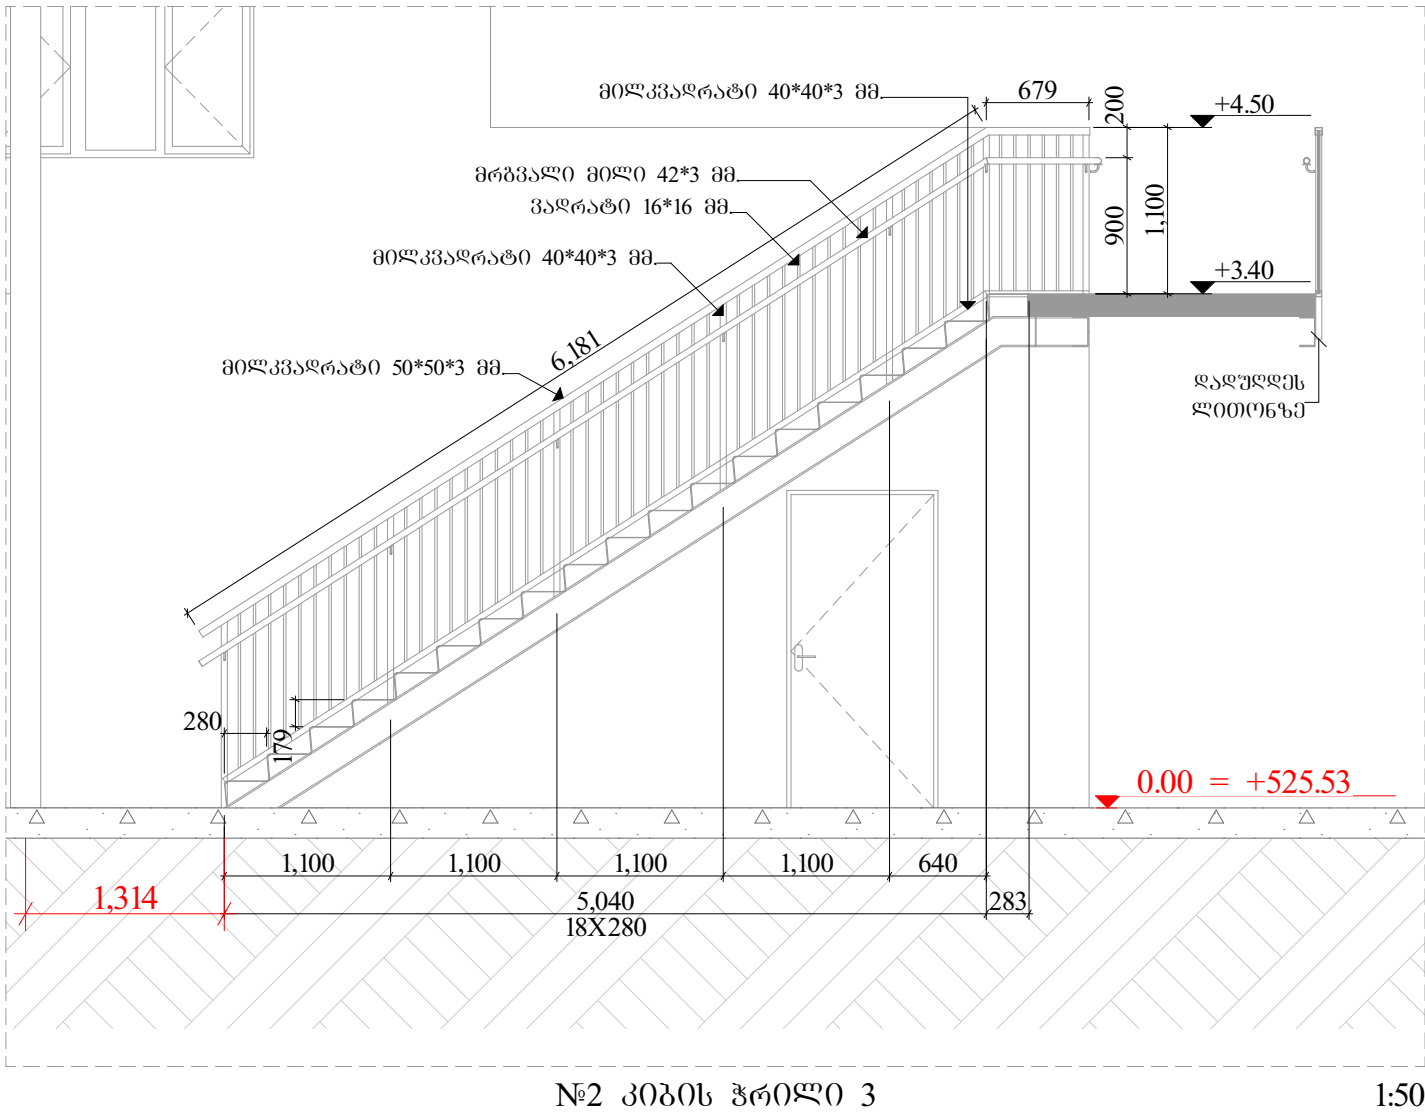 მილკვადრატი 40*40*3 მმ.
679
200
+4.50
მრგვალი მილი 42*3 მმ.
ვადრატი 16*16 მმ.
მილკვადრატი 40*40*3 მმ.
900
1,100
+3.40
6,181
მილკვადრატი 50*50*3 მმ.
დადუღდეს
ლითონზე
280
179
0.00 = +525.53
1,100 1,100 1,100 1,100 640
1,314
5,040
283
18X280
№2 კიბის ჭრილი 3
1:50